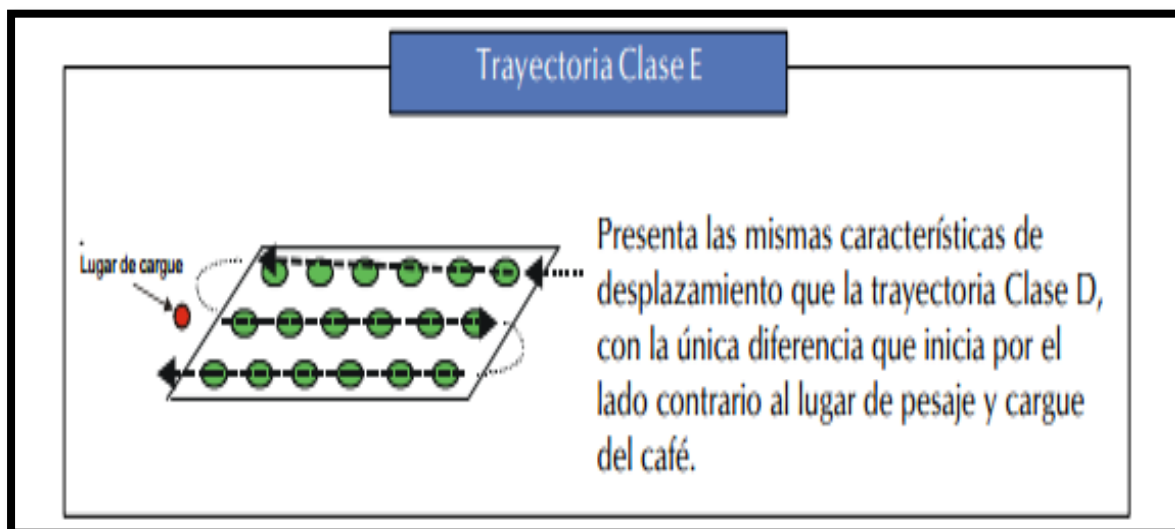 Trayectoria Clase E
Lugar de cargue
Presenta las mismas características de
desplazamiento que la trayectoria Clase D,
con la única diferencia que inicia por el
lado contrario al lugar de pesaje y cargue
del café.